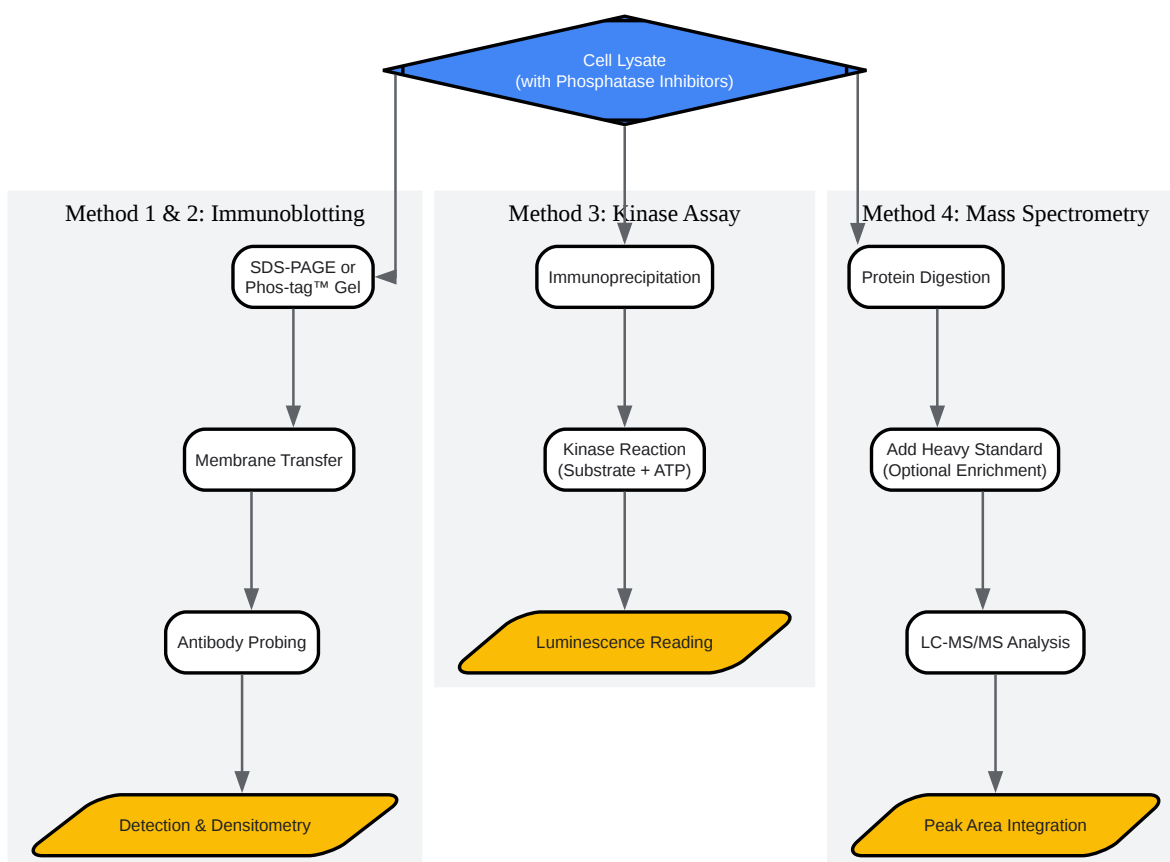 Cell Lysate
(with Phosphatase Inhibitors)
Method 1 & 2: Immunoblotting
SDS-PAGE or
Phos-tag™ Gel
Membrane Transfer
Antibody Probing
Detection & Densitometry
Method 3: Kinase Assay
Immunoprecipitation
Kinase Reaction
(Substrate + ATP)
Luminescence Reading
Method 4: Mass Spectrometry
Protein Digestion
Add Heavy Standard
(Optional Enrichment)
LC-MS/MS Analysis
Peak Area Integration